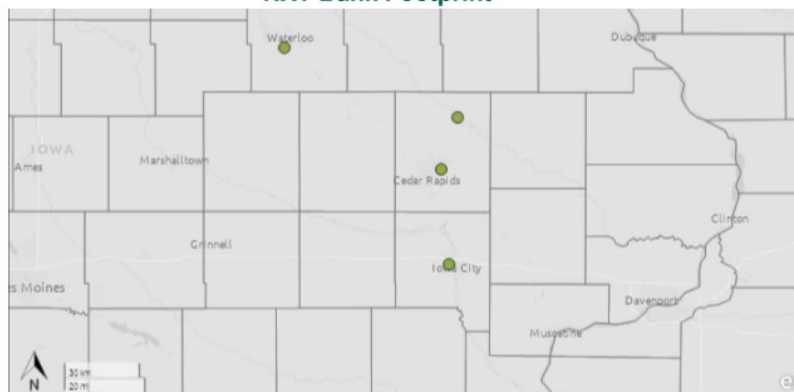 Waterloo
Dubuque
IOWA
Ames
Marshalltown
Cedar Rapids
Clinton
Grinnell
Iowa City
es Moines
Davenport
Muscatine
30 km
20 mi
N
e